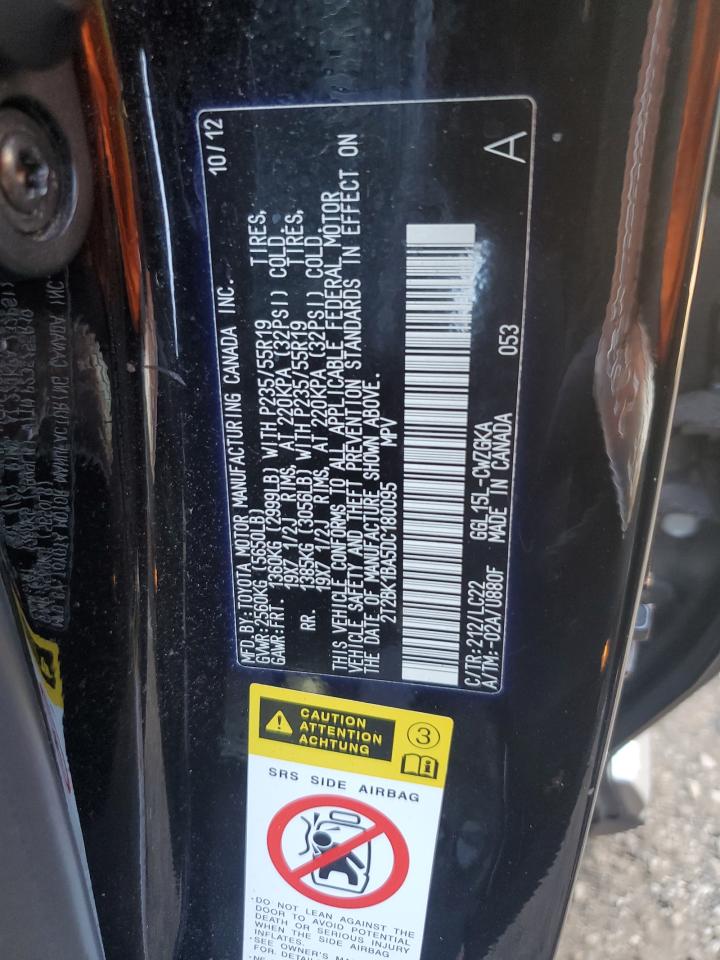 MFD.BY:TOYOTA MOTOR MANUFACTURING CANADA INC. 10/12
GVWR:2560KG (5650LB)
GAWR:FRT. 1360KG (2999LB) WITH P235/55R19 TIRES,
19X7 1/2J RIMS, AT 220KPA (32PSI) COLD.
RR. 1385KG (3056LB) WITH P235/55R19 TIRES,
19X7 1/2J RIMS, AT 220KPA (32PSI) COLD.
THIS VEHICLE CONFORMS TO ALL APPLICABLE FEDERAL MOTOR
VEHICLE SAFETY AND THEFT PREVENTION STANDARDS IN EFFECT ON
THE DATE OF MANUFACTURE SHOWN ABOVE.
2T2BK1BA5DC180095 MPV
C/TR:212/LC22 GGL15L-CWZGKA
A/TM:-02A/U880F MADE IN CANADA 053 A
CAUTION
ATTENTION
ACHTUNG
3
SRS SIDE AIRBAG
·DO NOT LEAN AGAINST THE
DOOR TO AVOID POTENTIAL
DEATH OR SERIOUS INJURY
WHEN THE SIDE AIRBAG
INFLATES.
·SEE OWNER'S
FOR